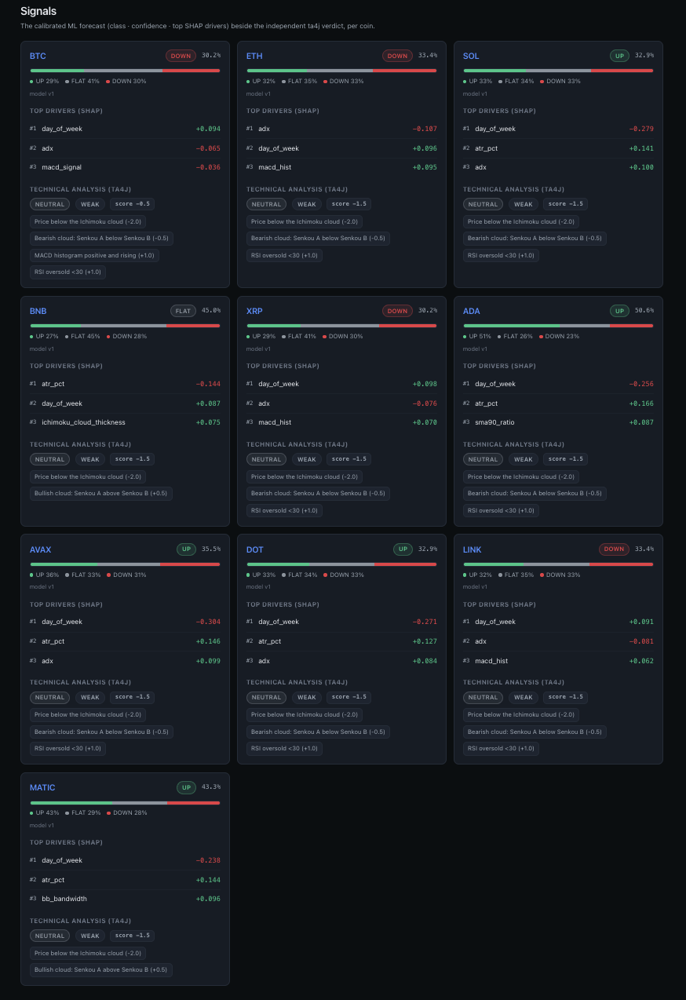 Signals
The calibrated ML forecast (class · confidence · top SHAP drivers) beside the independent ta4j verdict, per coin.
BTC DOWN 30.2%
UP 29% FLAT 41% DOWN 30%
model v1
TOP DRIVERS (SHAP)
#1 day_of_week +0.094
#2 adx −0.065
#3 macd_signal −0.036
TECHNICAL ANALYSIS (TA4J)
NEUTRAL WEAK score −0.5
Price below the Ichimoku cloud (-2.0)
Bearish cloud: Senkou A below Senkou B (-0.5)
MACD histogram positive and rising (+1.0)
RSI oversold <30 (+1.0)
ETH DOWN 33.4%
UP 32% FLAT 35% DOWN 33%
model v1
TOP DRIVERS (SHAP)
#1 adx −0.107
#2 day_of_week +0.096
#3 macd_hist +0.095
TECHNICAL ANALYSIS (TA4J)
NEUTRAL WEAK score −1.5
Price below the Ichimoku cloud (-2.0)
Bearish cloud: Senkou A below Senkou B (-0.5)
RSI oversold <30 (+1.0)
SOL UP 32.9%
UP 33% FLAT 34% DOWN 33%
model v1
TOP DRIVERS (SHAP)
#1 day_of_week −0.279
#2 atr_pct +0.141
#3 adx +0.100
TECHNICAL ANALYSIS (TA4J)
NEUTRAL WEAK score −1.5
Price below the Ichimoku cloud (-2.0)
Bearish cloud: Senkou A below Senkou B (-0.5)
RSI oversold <30 (+1.0)
BNB FLAT 45.0%
UP 27% FLAT 45% DOWN 28%
model v1
TOP DRIVERS (SHAP)
#1 atr_pct −0.144
#2 day_of_week +0.087
#3 ichimoku_cloud_thickness +0.075
TECHNICAL ANALYSIS (TA4J)
NEUTRAL WEAK score −1.5
Price below the Ichimoku cloud (-2.0)
Bullish cloud: Senkou A above Senkou B (+0.5)
XRP DOWN 30.2%
UP 29% FLAT 41% DOWN 30%
model v1
TOP DRIVERS (SHAP)
#1 day_of_week +0.098
#2 adx −0.076
#3 macd_hist +0.070
TECHNICAL ANALYSIS (TA4J)
NEUTRAL WEAK score −1.5
Price below the Ichimoku cloud (-2.0)
Bearish cloud: Senkou A below Senkou B (-0.5)
RSI oversold <30 (+1.0)
ADA UP 50.6%
UP 51% FLAT 26% DOWN 23%
model v1
TOP DRIVERS (SHAP)
#1 day_of_week −0.256
#2 atr_pct +0.166
#3 sma90_ratio +0.087
TECHNICAL ANALYSIS (TA4J)
NEUTRAL WEAK score −1.5
Price below the Ichimoku cloud (-2.0)
Bearish cloud: Senkou A below Senkou B (-0.5)
RSI oversold <30 (+1.0)
AVAX UP 35.5%
UP 36% FLAT 33% DOWN 31%
model v1
TOP DRIVERS (SHAP)
#1 day_of_week −0.304
#2 atr_pct +0.146
#3 adx +0.099
TECHNICAL ANALYSIS (TA4J)
NEUTRAL WEAK score −1.5
Price below the Ichimoku cloud (-2.0)
Bearish cloud: Senkou A below Senkou B (-0.5)
RSI oversold <30 (+1.0)
DOT UP 32.9%
UP 33% FLAT 34% DOWN 33%
model v1
TOP DRIVERS (SHAP)
#1 day_of_week −0.271
#2 atr_pct +0.127
#3 adx +0.084
TECHNICAL ANALYSIS (TA4J)
NEUTRAL WEAK score −1.5
Price below the Ichimoku cloud (-2.0)
Bearish cloud: Senkou A below Senkou B (-0.5)
RSI oversold <30 (+1.0)
LINK DOWN 33.4%
UP 32% FLAT 35% DOWN 33%
model v1
TOP DRIVERS (SHAP)
#1 day_of_week +0.091
#2 adx −0.081
#3 macd_hist +0.062
TECHNICAL ANALYSIS (TA4J)
NEUTRAL WEAK score −1.5
Price below the Ichimoku cloud (-2.0)
Bearish cloud: Senkou A below Senkou B (-0.5)
RSI oversold <30 (+1.0)
MATIC UP 43.3%
UP 43% FLAT 29% DOWN 28%
model v1
TOP DRIVERS (SHAP)
#1 day_of_week −0.238
#2 atr_pct +0.144
#3 bb_bandwidth +0.096
TECHNICAL ANALYSIS (TA4J)
NEUTRAL WEAK score −1.5
Price below the Ichimoku cloud (-2.0)
Bullish cloud: Senkou A above Senkou B (+0.5)